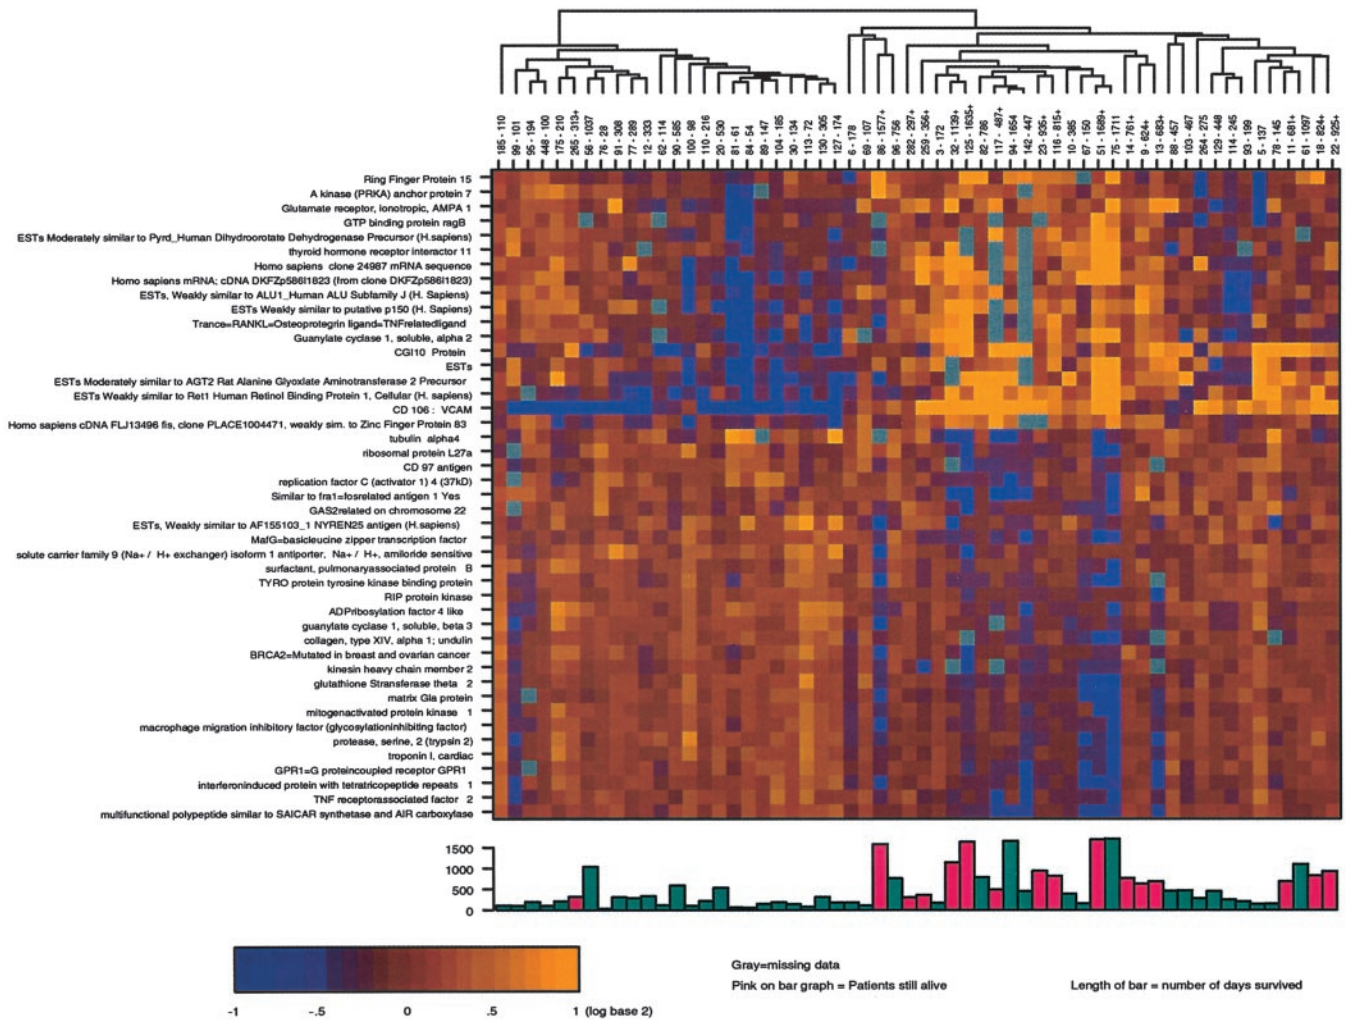 185 - 110
99 - 101
95 - 194
448 - 100
175 - 210
265 - 313+
56 - 1037
76 - 28
91 - 308
77 - 289
12 - 333
62 - 114
90 - 585
100 - 98
110 - 216
20 - 530
81 - 61
84 - 54
89 - 147
104 - 185
30 - 134
113 - 72
130 - 305
127 - 174
6 - 178
69 - 107
86 - 1577+
96 - 756
282 - 297+
259 - 356+
3 - 172
32 - 1139+
125 - 1635+
82 - 786
117 - 487+
94 - 1654
142 - 447
23 - 935+
116 - 815+
10 - 385
67 - 150
51 - 1689+
75 - 1711
14 - 761+
9 - 624+
13 - 683+
88 - 457
103 - 467
264 - 275
129 - 448
114 - 245
93 - 199
5 - 137
78 - 145
11 - 681+
61 - 1097
18 - 824+
22 - 925+
Ring Finger Protein 15
A kinase (PRKA) anchor protein 7
Glutamate receptor, ionotropic, AMPA 1
GTP binding protein ragB
ESTs Moderately similar to Pyrd_Human Dihydroorotate Dehydrogenase Precursor (H.sapiens)
thyroid hormone receptor interactor 11
Homo sapiens clone 24987 mRNA sequence
Homo sapiens mRNA; cDNA DKFZp586I1823 (from clone DKFZp586I1823)
ESTs, Weakly similar to ALU1_Human ALU Subfamily J (H. Sapiens)
ESTs Weakly similar to putative p150 (H. Sapiens)
Trance=RANKL=Osteoprotegrin ligand=TNFrelatedligand
Guanylate cyclase 1, soluble, alpha 2
CGI10 Protein
ESTs
ESTs Moderately similar to AGT2 Rat Alanine Glyoxlate Aminotransferase 2 Precursor
ESTs Weakly similar to Ret1 Human Retinol Binding Protein 1, Cellular (H. sapiens)
CD 106 : VCAM
Homo sapiens cDNA FLJ13496 fis, clone PLACE1004471, weakly sim. to Zinc Finger Protein 83
tubulin alpha4
ribosomal protein L27a
CD 97 antigen
replication factor C (activator 1) 4 (37kD)
Similar to fra1=fosrelated antigen 1 Yes
GAS2related on chromosome 22
ESTs, Weakly similar to AF155103_1 NYREN25 antigen (H.sapiens)
MafG=basicleucine zipper transcription factor
solute carrier family 9 (Na+ / H+ exchanger) isoform 1 antiporter, Na+ / H+, amiloride sensitive
surfactant, pulmonaryassociated protein B
TYRO protein tyrosine kinase binding protein
RIP protein kinase
ADPribosylation factor 4 like
guanylate cyclase 1, soluble, beta 3
collagen, type XIV, alpha 1; undulin
BRCA2=Mutated in breast and ovarian cancer
kinesin heavy chain member 2
glutathione Stransferase theta 2
matrix Gla protein
mitogenactivated protein kinase 1
macrophage migration inhibitory factor (glycosylationinhibiting factor)
protease, serine, 2 (trypsin 2)
troponin I, cardiac
GPR1=G proteincoupled receptor GPR1
interferoninduced protein with tetratricopeptide repeats 1
TNF receptorassociated factor 2
multifunctional polypeptide similar to SAICAR synthetase and AIR carboxylase
1500
1000
500
0
Gray=missing data
Pink on bar graph = Patients still alive
Length of bar = number of days survived
-1 -.5 0 .5 1 (log base 2)